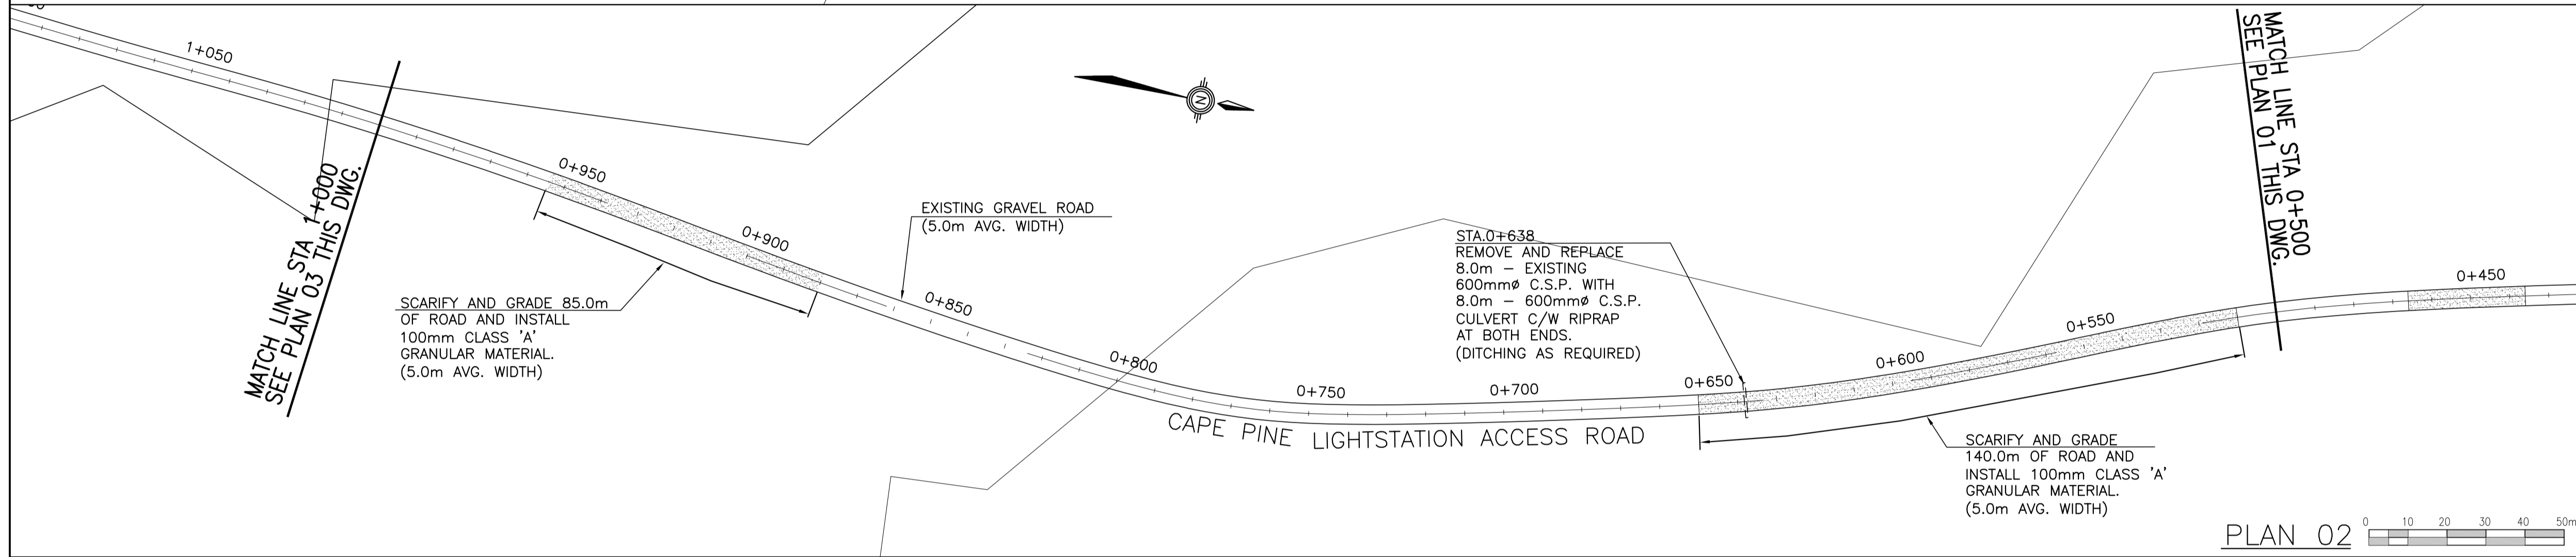 1+050
MATCH LINE STA 1+000
SEE PLAN 03 THIS DWG.
0+950
0+900
SCARIFY AND GRADE 85.0m
OF ROAD AND INSTALL
100mm CLASS 'A'
GRANULAR MATERIAL.
(5.0m AVG. WIDTH)
EXISTING GRAVEL ROAD
(5.0m AVG. WIDTH)
0+850
0+800
N
0+750
0+700
0+650
CAPE PINE LIGHTSTATION ACCESS ROAD
STA.0+638
REMOVE AND REPLACE
8.0m – EXISTING
600mmø C.S.P. WITH
8.0m – 600mmø C.S.P.
CULVERT C/W RIPRAP
AT BOTH ENDS.
(DITCHING AS REQUIRED)
0+600
0+550
SCARIFY AND GRADE
140.0m OF ROAD AND
INSTALL 100mm CLASS 'A'
GRANULAR MATERIAL.
(5.0m AVG. WIDTH)
MATCH LINE STA 0+500
SEE PLAN 01 THIS DWG.
0+450
PLAN 02
0 10 20 30 40 50m